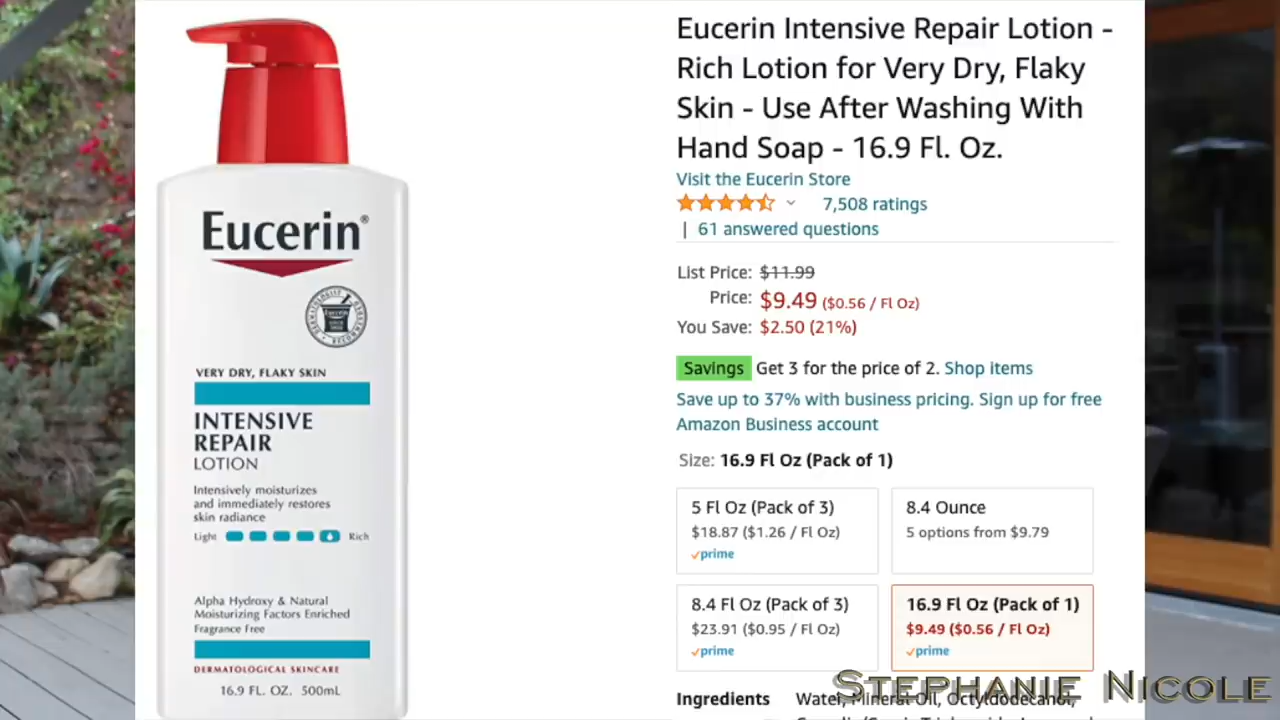 Eucerin®
VERY DRY, FLAKY SKIN
INTENSIVE
REPAIR
LOTION
Intensively moisturizes
and immediately restores
skin radiance
Light Rich
Alpha Hydroxy & Natural
Moisturizing Factors Enriched
Fragrance Free
DERMATOLOGICAL SKINCARE
16.9 FL. OZ. 500mL
Eucerin Intensive Repair Lotion -
Rich Lotion for Very Dry, Flaky
Skin - Use After Washing With
Hand Soap - 16.9 Fl. Oz.
Visit the Eucerin Store
7,508 ratings
| 61 answered questions
List Price: $11.99
Price: $9.49 ($0.56 / Fl Oz)
You Save: $2.50 (21%)
Savings Get 3 for the price of 2. Shop items
Save up to 37% with business pricing. Sign up for free
Amazon Business account
Size: 16.9 Fl Oz (Pack of 1)
5 Fl Oz (Pack of 3)
$18.87 ($1.26 / Fl Oz)
prime
8.4 Ounce
5 options from $9.79
8.4 Fl Oz (Pack of 3)
$23.91 ($0.95 / Fl Oz)
prime
16.9 Fl Oz (Pack of 1)
$9.49 ($0.56 / Fl Oz)
prime
Ingredients Water, Mineral Oil, Octyldodecanol,
STEPHANIE NICOLE